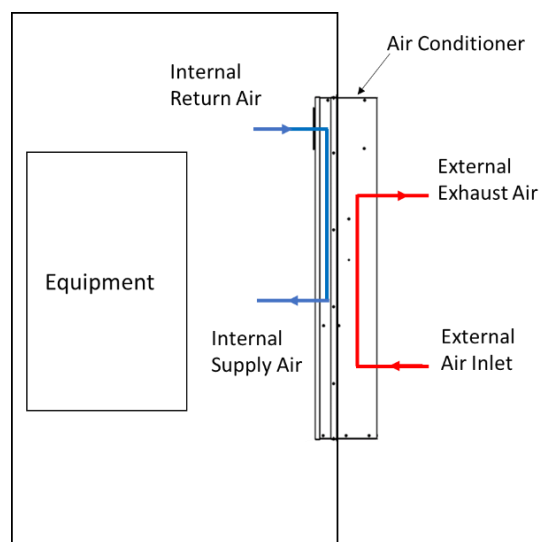 Air Conditioner
Internal
Return Air
External
Exhaust Air
Equipment
Internal
Supply Air
External
Air Inlet